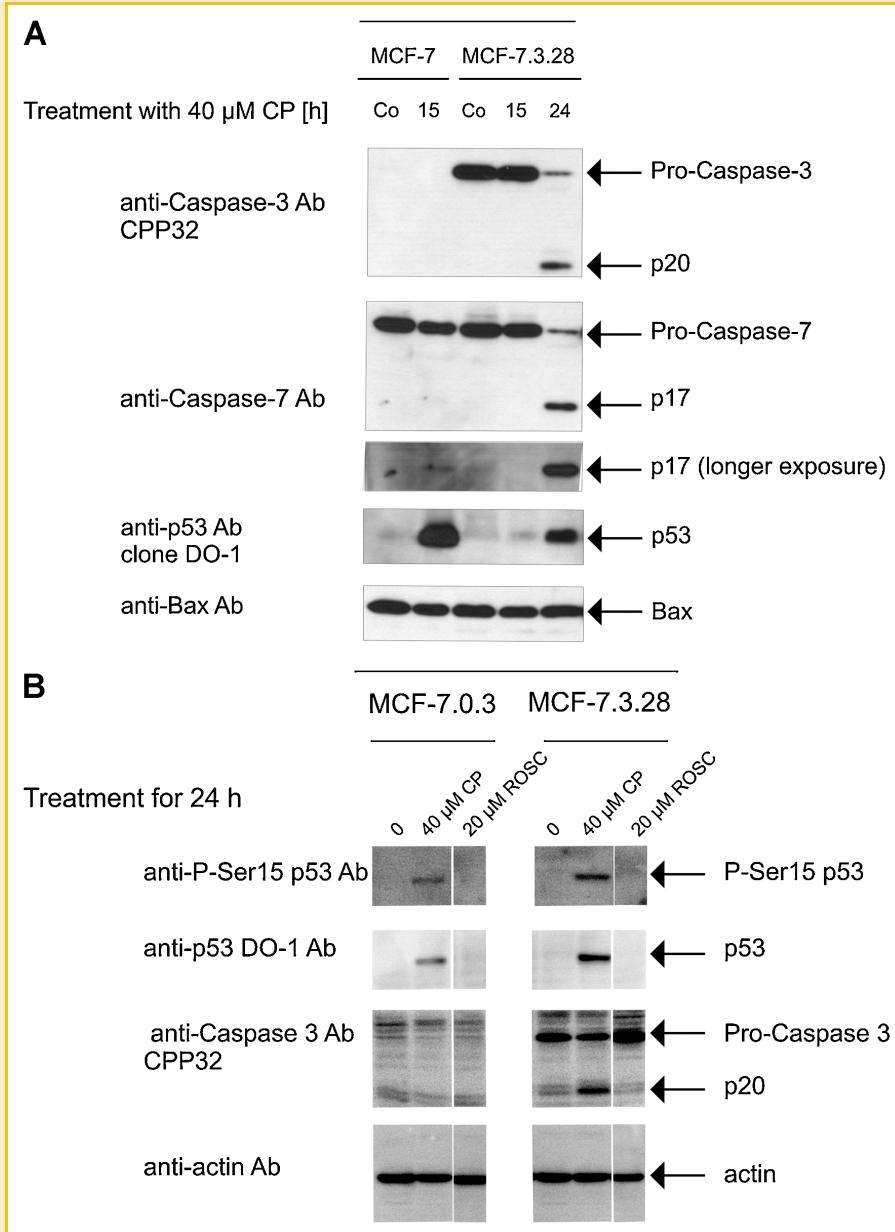 A
MCF-7 MCF-7.3.28
Treatment with 40 µM CP [h] Co 15 Co 15 24
anti-Caspase-3 Ab
CPP32
Pro-Caspase-3
p20
anti-Caspase-7 Ab
Pro-Caspase-7
p17
p17 (longer exposure)
anti-p53 Ab
clone DO-1
p53
anti-Bax Ab
Bax
B
MCF-7.0.3 MCF-7.3.28
Treatment for 24 h
0 40 µM CP 20 µM ROSC 0 40 µM CP 20 µM ROSC
anti-P-Ser15 p53 Ab P-Ser15 p53
anti-p53 DO-1 Ab p53
anti-Caspase 3 Ab
CPP32
Pro-Caspase 3
p20
anti-actin Ab actin